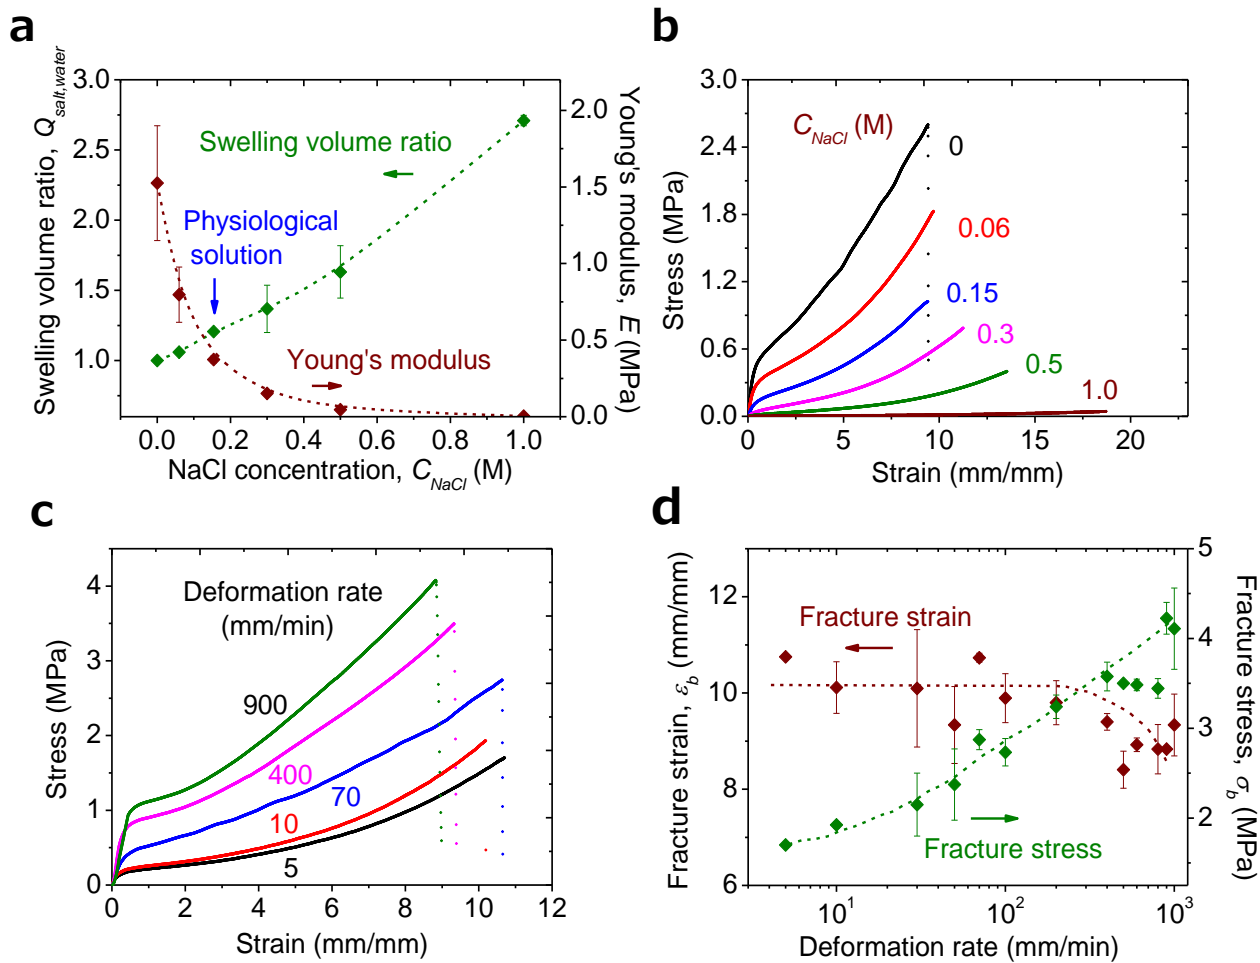 a
3.0
2.5
2.0
1.5
1.0
Swelling volume ratio, Q_salt,water
Swelling volume ratio
Physiological
solution
Young's modulus
2.0
1.5
1.0
0.5
0.0
Young's modulus, E (MPa)
0.0 0.2 0.4 0.6 0.8 1.0
NaCl concentration, C_NaCl (M)
b
3.0
2.4
1.8
1.2
0.6
0.0
Stress (MPa)
C_NaCl (M)
0
0.06
0.15
0.3
0.5
1.0
0 5 10 15 20
Strain (mm/mm)
c
4
3
2
1
0
Stress (MPa)
Deformation rate
(mm/min)
900
400
70
10
5
0 2 4 6 8 10 12
Strain (mm/mm)
d
12
10
8
6
Fracture strain, ε_b (mm/mm)
Fracture strain
Fracture stress
5
4
3
2
Fracture stress, σ_b (MPa)
10^1 10^2 10^3
Deformation rate (mm/min)